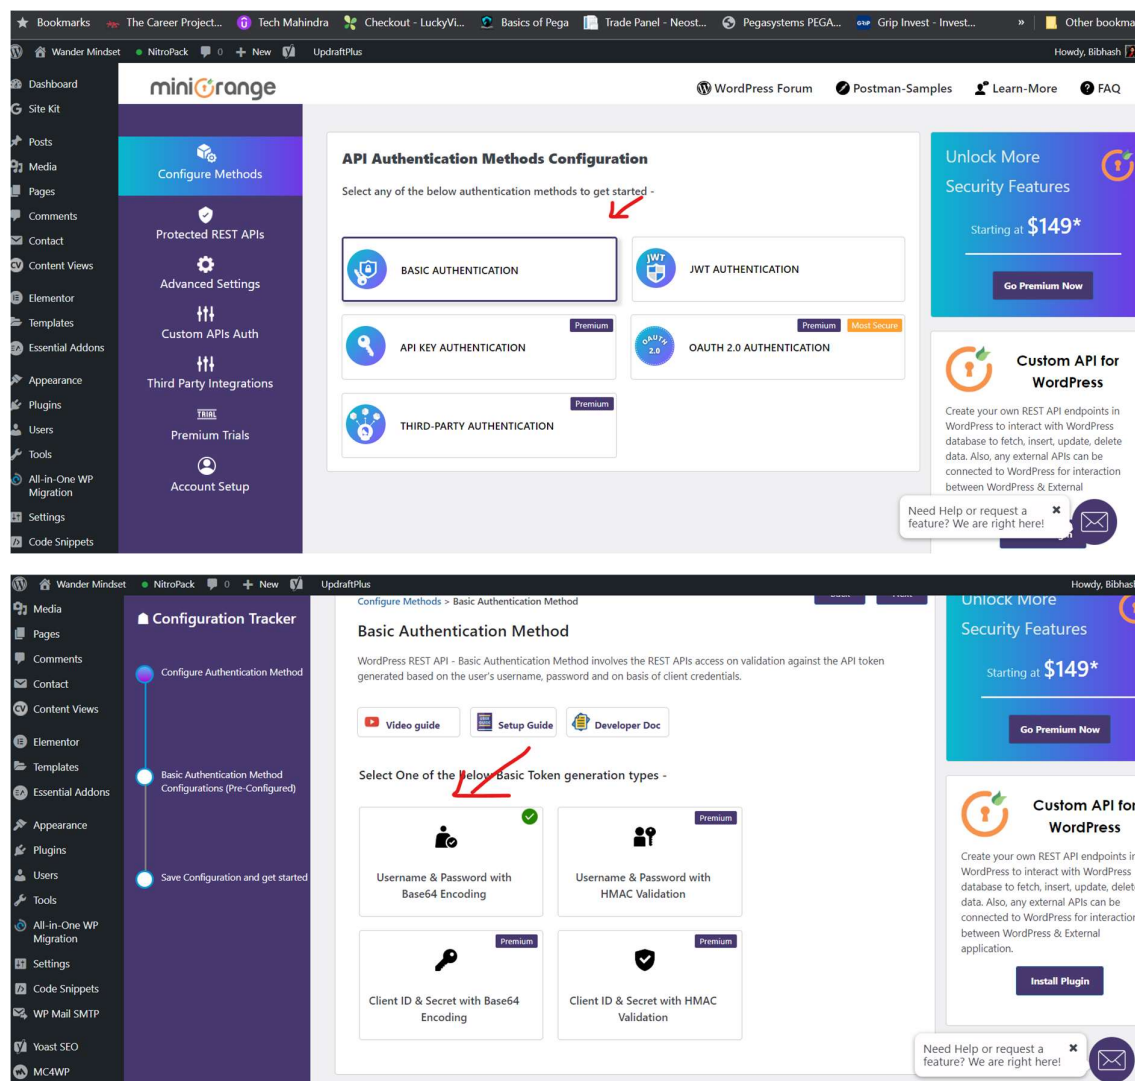 Bookmarks The Career Project... Tech Mahindra Checkout - LuckyVi... Basics of Pega Trade Panel - Neost... Pegasystems PEGA... Grip Invest - Invest... » Other bookma
Wander Mindset NitroPack 0 + New UpdraftPlus Howdy, Bibhash
Dashboard
Site Kit
Posts
Media
Pages
Comments
Contact
Content Views
Elementor
Templates
Essential Addons
Appearance
Plugins
Users
Tools
All-in-One WP
Migration
Settings
Code Snippets
miniOrange
WordPress Forum Postman-Samples Learn-More FAQ
Configure Methods
Protected REST APIs
Advanced Settings
Custom APIs Auth
Third Party Integrations
TRIAL
Premium Trials
Account Setup
API Authentication Methods Configuration
Select any of the below authentication methods to get started -
BASIC AUTHENTICATION
JWT
JWT AUTHENTICATION
Premium
API KEY AUTHENTICATION
Premium Most Secure
OAUTH
2.0
OAUTH 2.0 AUTHENTICATION
Premium
THIRD-PARTY AUTHENTICATION
Unlock More
Security Features
Starting at $149*
Go Premium Now
Custom API for
WordPress
Create your own REST API endpoints in
WordPress to interact with WordPress
database to fetch, insert, update, delete
data. Also, any external APIs can be
connected to WordPress for interaction
between WordPress & External
Need Help or request a
feature? We are right here!
Wander Mindset NitroPack 0 + New UpdraftPlus Howdy, Bibhash
Media
Pages
Comments
Contact
Content Views
Elementor
Templates
Essential Addons
Appearance
Plugins
Users
Tools
All-in-One WP
Migration
Settings
Code Snippets
WP Mail SMTP
Yoast SEO
MC4WP
Configuration Tracker
Configure Authentication Method
Basic Authentication Method
Configurations (Pre-Configured)
Save Configuration and get started
Configure Methods > Basic Authentication Method
Basic Authentication Method
WordPress REST API - Basic Authentication Method involves the REST APIs access on validation against the API token
generated based on the user's username, password and on basis of client credentials.
Video guide Setup Guide Developer Doc
Select One of the below Basic Token generation types -
Username & Password with
Base64 Encoding
Premium
Username & Password with
HMAC Validation
Premium
Client ID & Secret with Base64
Encoding
Premium
Client ID & Secret with HMAC
Validation
Unlock More
Security Features
Starting at $149*
Go Premium Now
Custom API for
WordPress
Create your own REST API endpoints in
WordPress to interact with WordPress
database to fetch, insert, update, delete
data. Also, any external APIs can be
connected to WordPress for interaction
between WordPress & External
application.
Install Plugin
Need Help or request a
feature? We are right here!